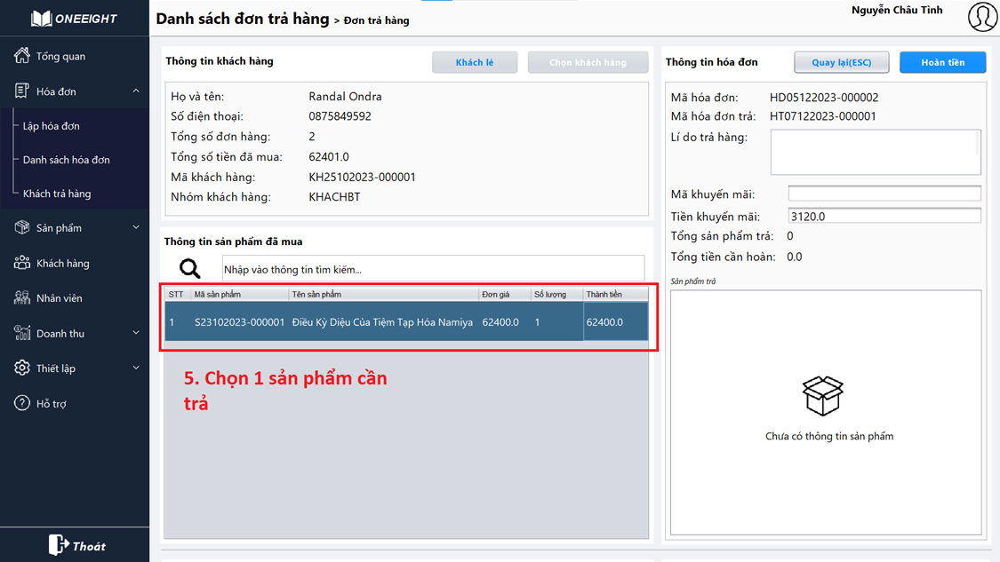 ONEEIGHT
Tổng quan
Hóa đơn
Lập hóa đơn
Danh sách hóa đơn
Khách trả hàng
Sản phẩm
Khách hàng
Nhân viên
Doanh thu
Thiết lập
Hỗ trợ
Thoát
Danh sách đơn trả hàng > Đơn trả hàng
Nguyễn Châu Tình
Thông tin khách hàng
Khách lẻ
Chọn khách hàng
Họ và tên: Randal Ondra
Số điện thoại: 0875849592
Tổng số đơn hàng: 2
Tổng số tiền đã mua: 62401.0
Mã khách hàng: KH25102023-000001
Nhóm khách hàng: KHACHBT
Thông tin sản phẩm đã mua
Nhập vào thông tin tìm kiếm...
STT Mã sản phẩm Tên sản phẩm Đơn giá Số lượng Thành tiền
1 S23102023-000001 Điều Kỳ Diệu Của Tiệm Tạp Hóa Namiya 62400.0 1 62400.0
5. Chọn 1 sản phẩm cần
trả
Thông tin hóa đơn
Quay lại(ESC)
Hoàn tiền
Mã hóa đơn: HD05122023-000002
Mã hóa đơn trả: HT07122023-000001
Lí do trả hàng:
Mã khuyến mãi:
Tiền khuyến mãi: 3120.0
Tổng sản phẩm trả: 0
Tổng tiền cần hoàn: 0.0
Sản phẩm trả
Chưa có thông tin sản phẩm